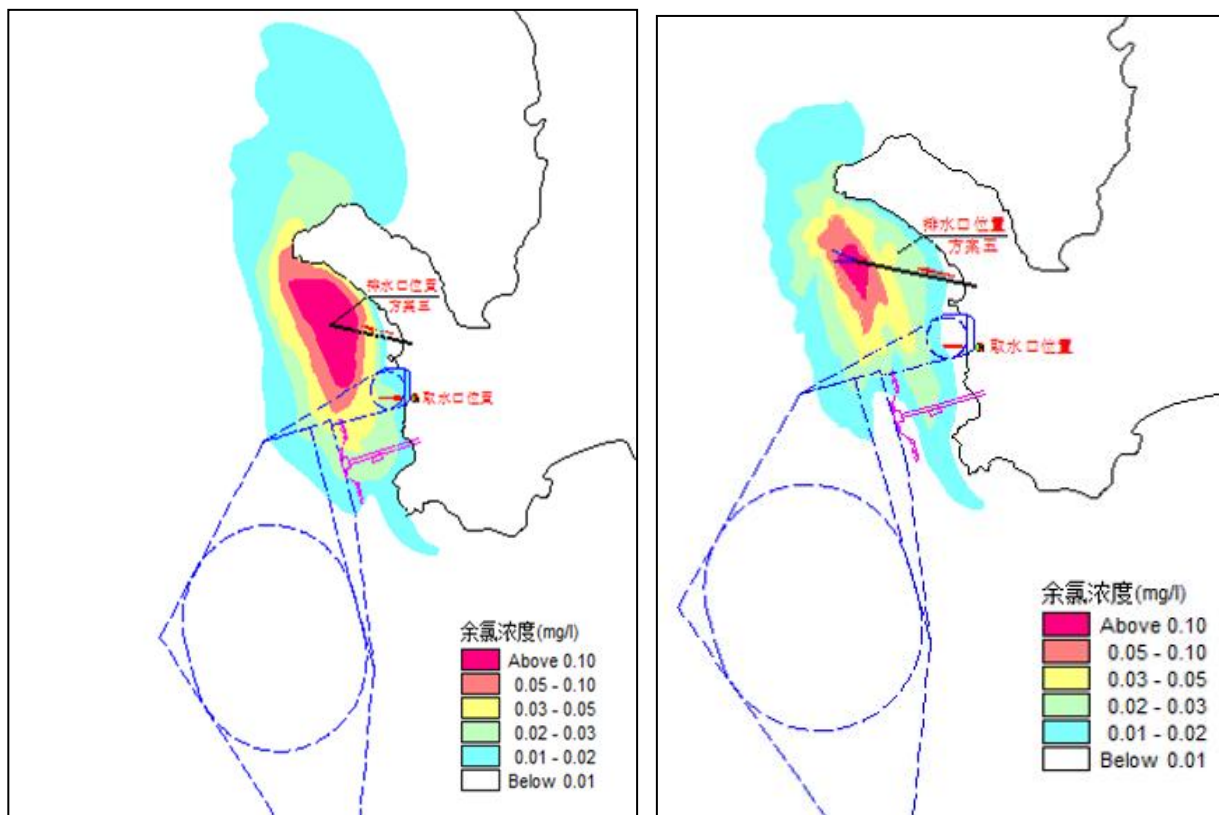 排水口位置
方案
取水口位置
余氯浓度(mg/l)
Above 0.10
0.05 - 0.10
0.03 - 0.05
0.02 - 0.03
0.01 - 0.02
Below 0.01
排水口位置
方案
取水口位置
余氯浓度(mg/l)
Above 0.10
0.05 - 0.10
0.03 - 0.05
0.02 - 0.03
0.01 - 0.02
Below 0.01